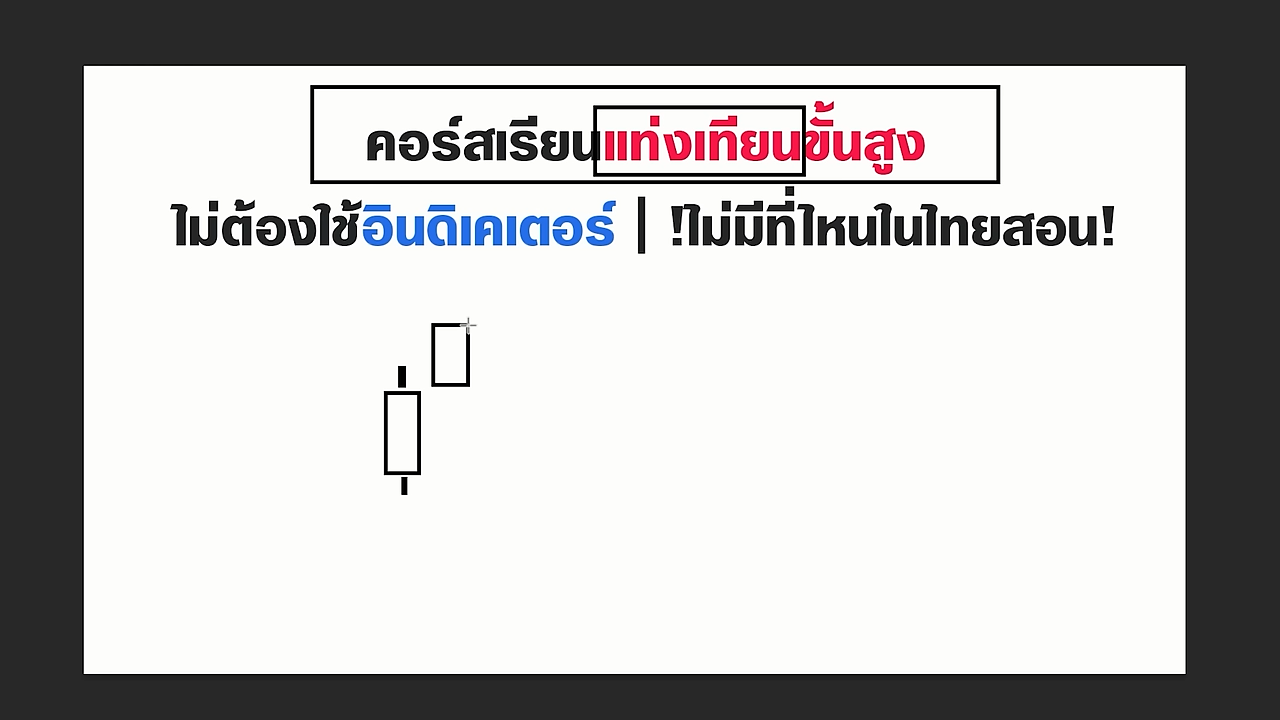 คอร์สเรียนแท่งเทียนขั้นสูง
ไม่ต้องใช้อินดิเคเตอร์ | !ไม่มีที่ไหนในไทยสอน!